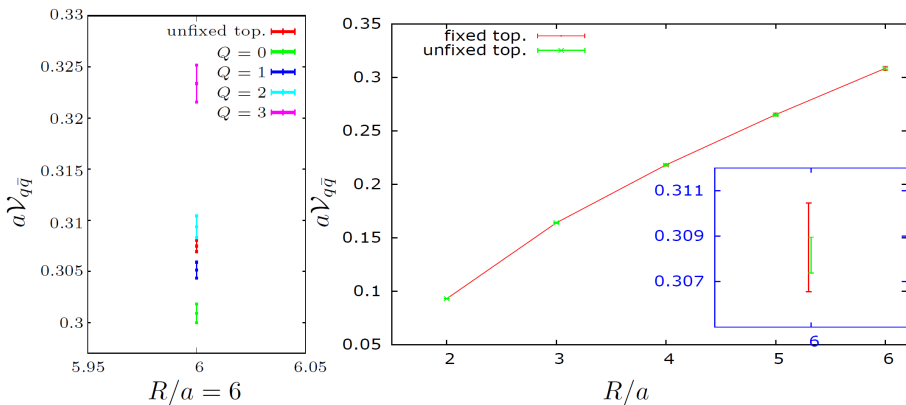 0.33
0.325
0.32
0.315
0.31
0.305
0.3
5.95
6
6.05
R/a = 6
a𝒱_{q\bar{q}}
unfixed top.
Q = 0
Q = 1
Q = 2
Q = 3
0.35
0.3
0.25
0.2
0.15
0.1
0.05
2
3
4
5
6
R/a
a𝒱_{q\bar{q}}
fixed top.
unfixed top.
0.311
0.309
0.307
6